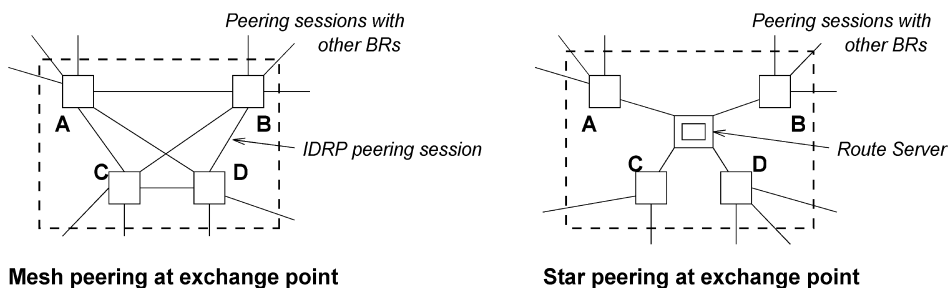 Peering sessions with
other BRs
A
B
C
D
IDRP peering session
Mesh peering at exchange point
Peering sessions with
other BRs
A
B
C
D
Route Server
Star peering at exchange point